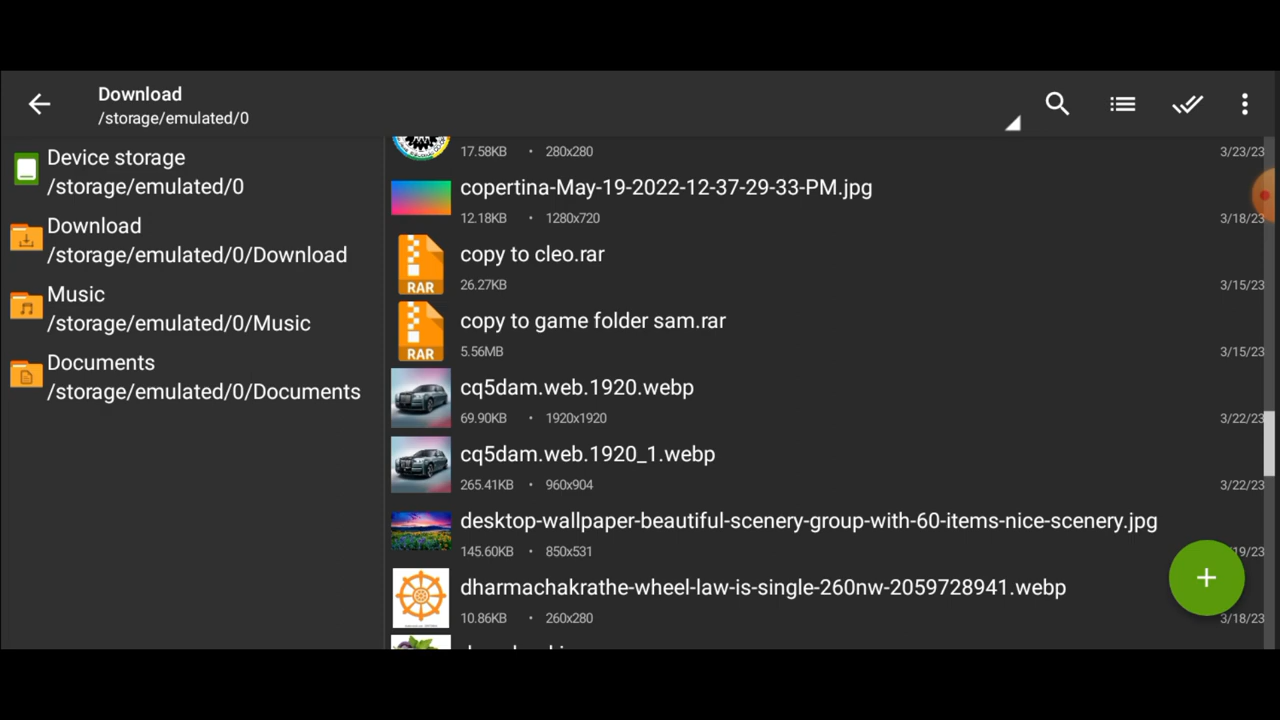 Download
/storage/emulated/0
Device storage
/storage/emulated/0
Download
/storage/emulated/0/Download
Music
/storage/emulated/0/Music
Documents
/storage/emulated/0/Documents
17.58KB • 280x280 3/23/23
copertina-May-19-2022-12-37-29-33-PM.jpg
12.18KB • 1280x720 3/18/23
copy to cleo.rar
RAR 26.27KB 3/15/23
copy to game folder sam.rar
RAR 5.56MB 3/15/23
cq5dam.web.1920.webp
69.90KB • 1920x1920 3/22/23
cq5dam.web.1920_1.webp
265.41KB • 960x904 3/22/23
desktop-wallpaper-beautiful-scenery-group-with-60-items-nice-scenery.jpg
145.60KB • 850x531 19/23
dharmachakrathe-wheel-law-is-single-260nw-2059728941.webp
10.86KB • 260x280 3/18/23